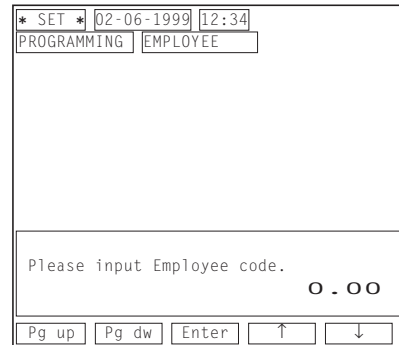 * SET * 02-06-1999 12:34
PROGRAMMING EMPLOYEE
Please input Employee code.
0.00
Pg up Pg dw Enter ↑ ↓